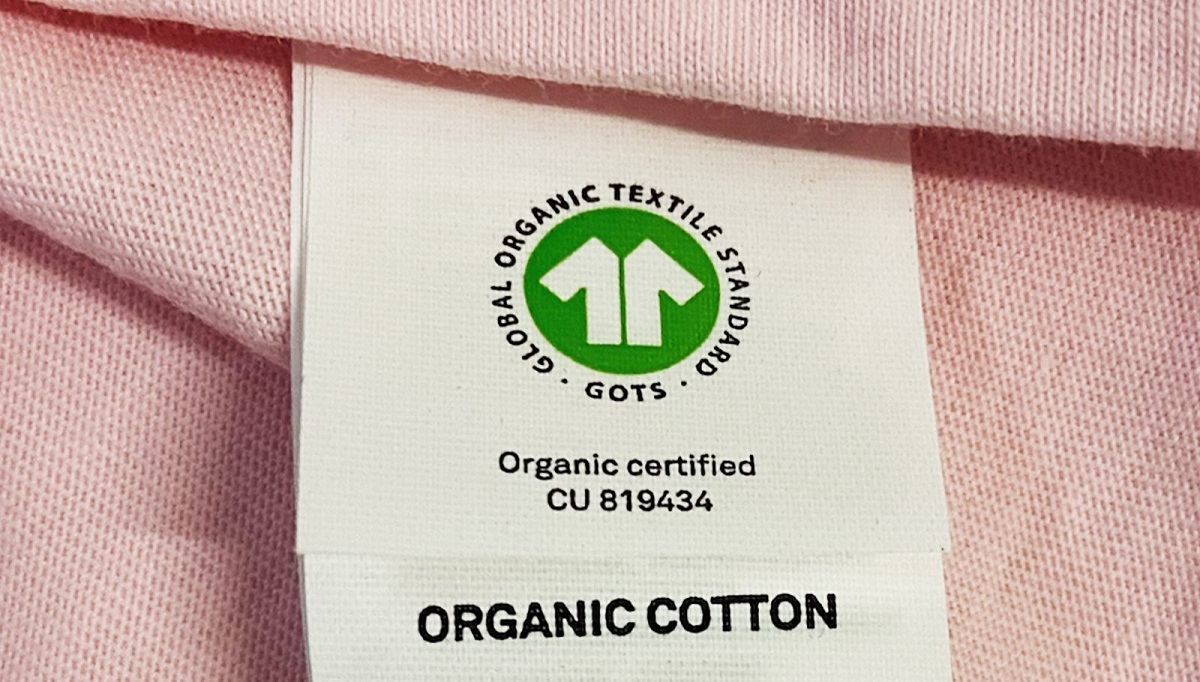 GLOBAL ORGANIC TEXTILE STANDARD · GOTS ·
Organic certified
CU 819434
ORGANIC COTTON